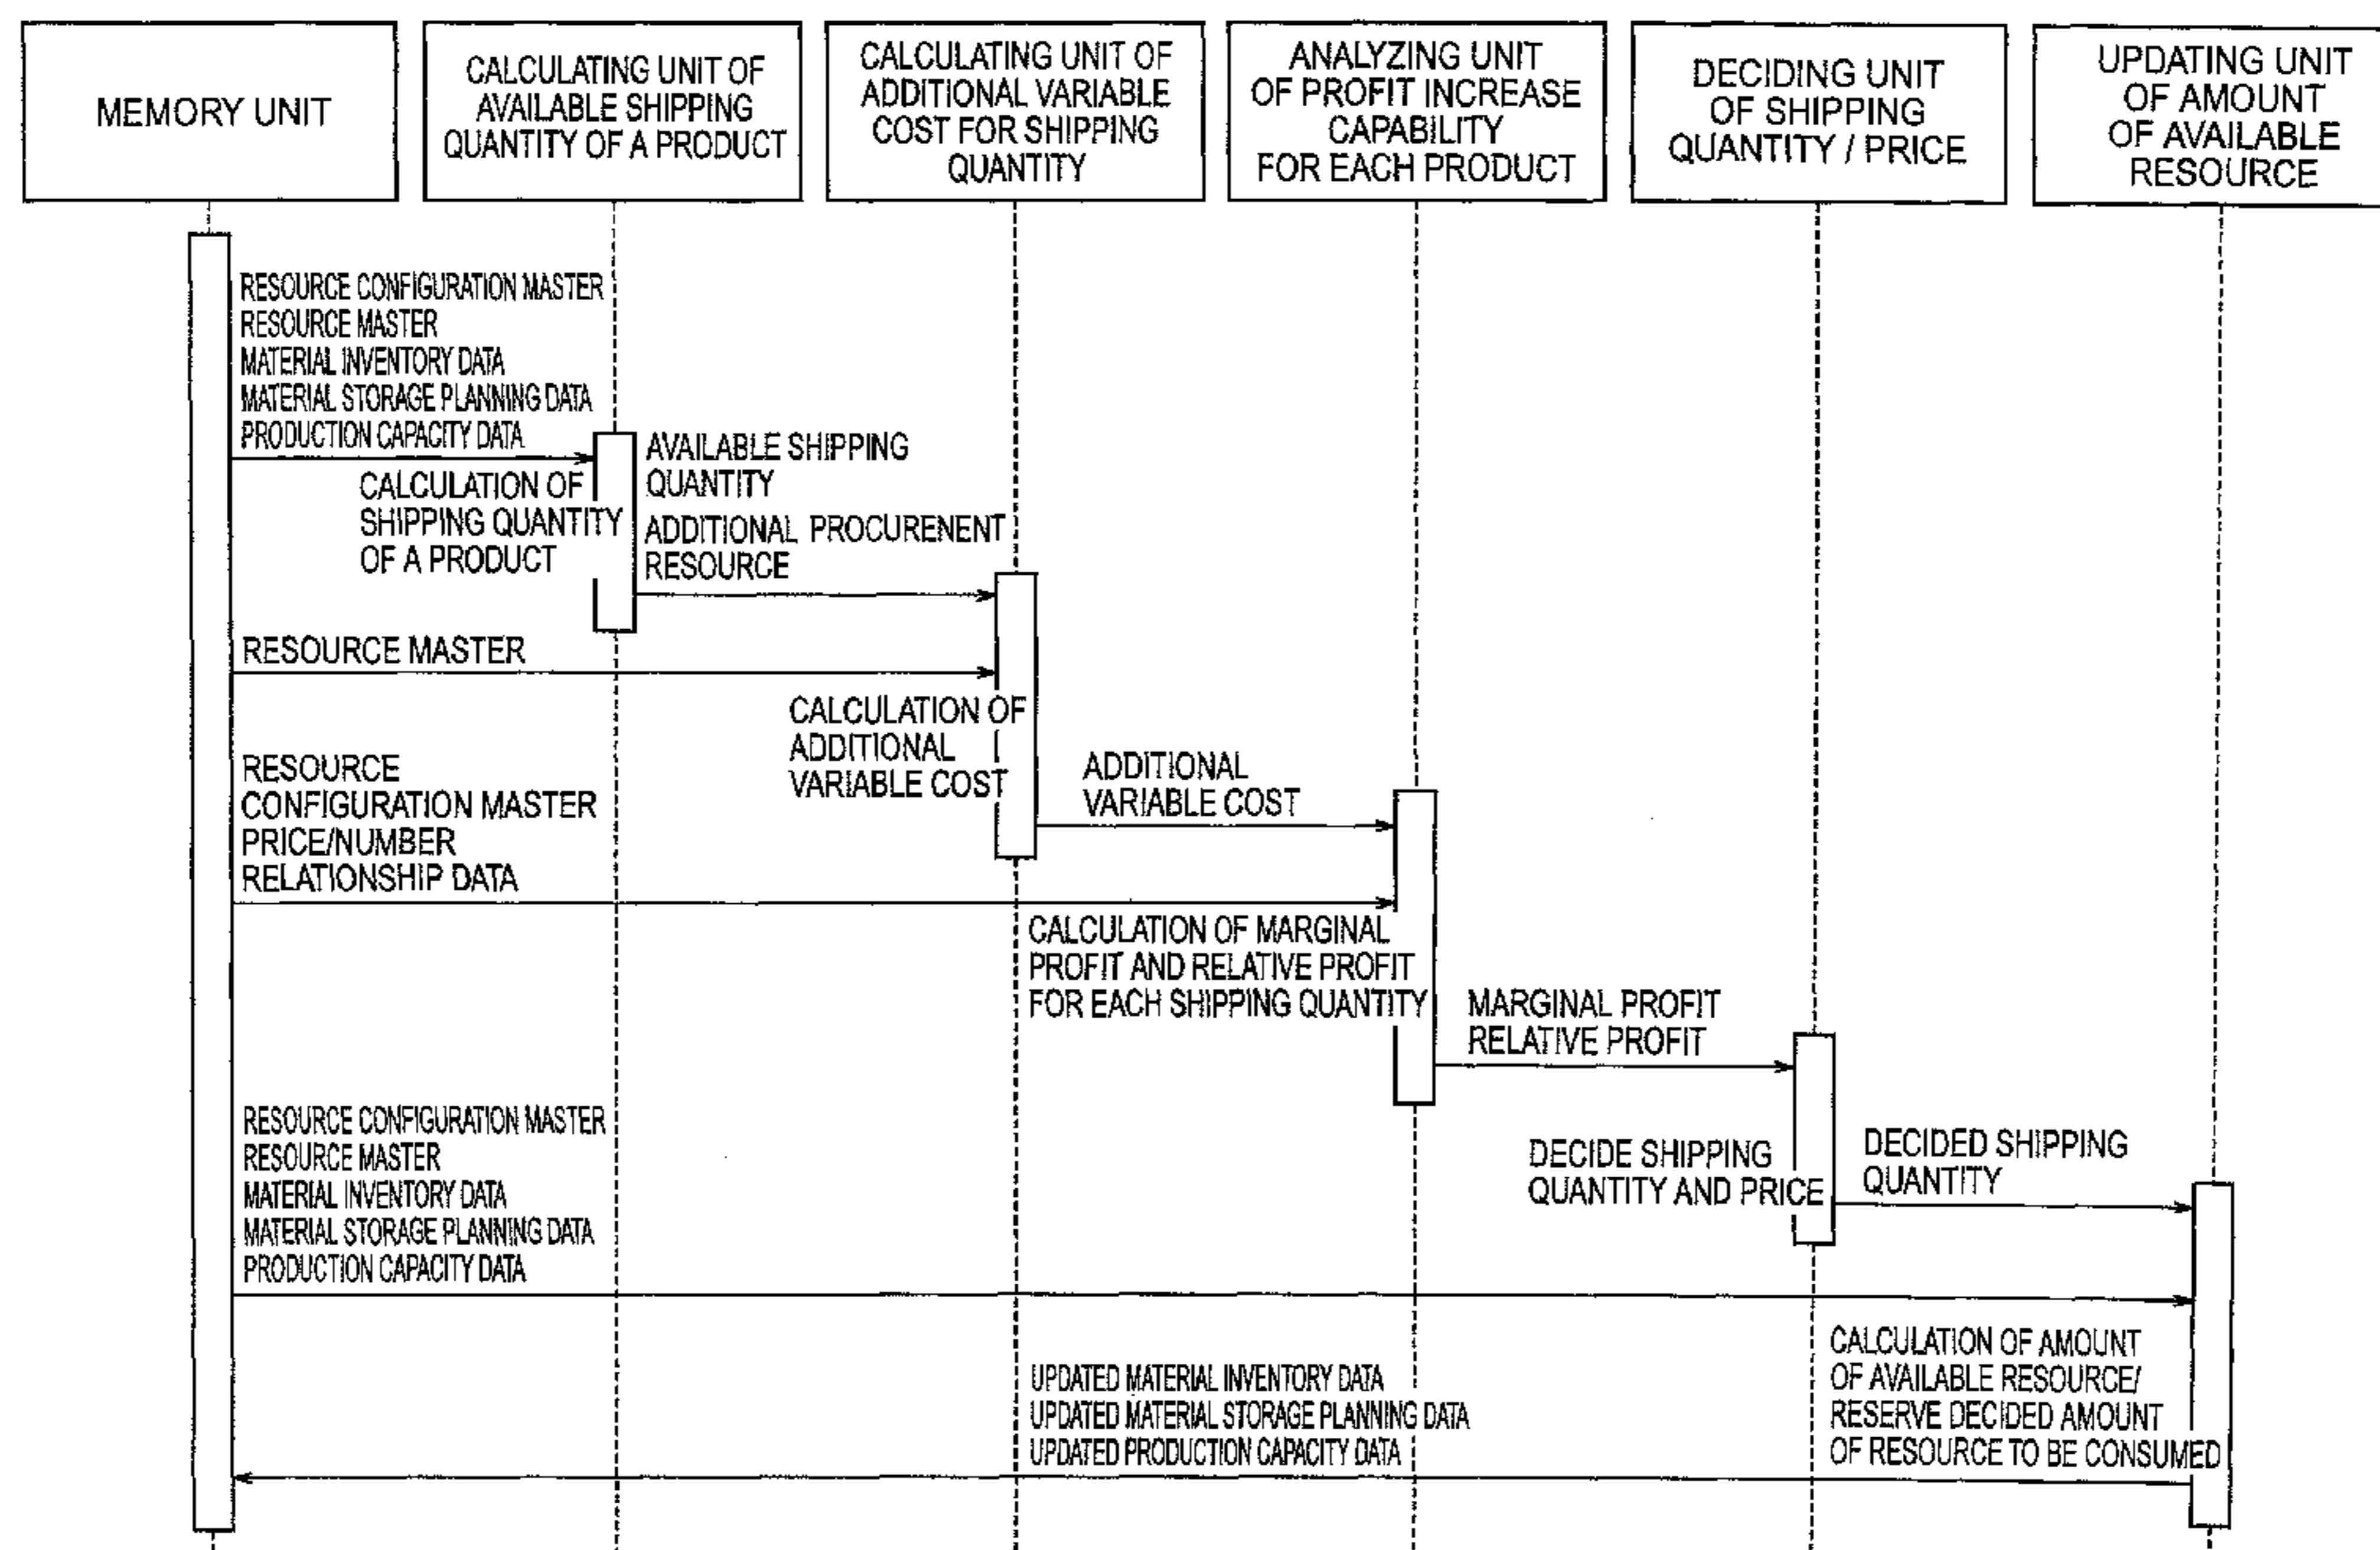 MEMORY UNIT
CALCULATING UNIT OF
AVAILABLE SHIPPING
QUANTITY OF A PRODUCT
CALCULATING UNIT OF
ADDITIONAL VARIABLE
COST FOR SHIPPING
QUANTITY
ANALYZING UNIT
OF PROFIT INCREASE
CAPABILITY
FOR EACH PRODUCT
DECIDING UNIT
OF SHIPPING
QUANTITY / PRICE
UPDATING UNIT
OF AMOUNT
OF AVAILABLE
RESOURCE
RESOURCE CONFIGURATION MASTER
RESOURCE MASTER
MATERIAL INVENTORY DATA
MATERIAL STORAGE PLANNING DATA
PRODUCTION CAPACITY DATA
CALCULATION OF
SHIPPING QUANTITY
OF A PRODUCT
AVAILABLE SHIPPING
QUANTITY
ADDITIONAL PROCURENENT
RESOURCE
RESOURCE MASTER
CALCULATION OF
ADDITIONAL
VARIABLE COST
ADDITIONAL
VARIABLE COST
RESOURCE
CONFIGURATION MASTER
PRICE/NUMBER
RELATIONSHIP DATA
CALCULATION OF MARGINAL
PROFIT AND RELATIVE PROFIT
FOR EACH SHIPPING QUANTITY
MARGINAL PROFIT
RELATIVE PROFIT
DECIDE SHIPPING
QUANTITY AND PRICE
DECIDED SHIPPING
QUANTITY
RESOURCE CONFIGURATION MASTER
RESOURCE MASTER
MATERIAL INVENTORY DATA
MATERIAL STORAGE PLANNING DATA
PRODUCTION CAPACITY DATA
CALCULATION OF AMOUNT
OF AVAILABLE RESOURCE/
RESERVE DECIDED AMOUNT
OF RESOURCE TO BE CONSUMED
UPDATED MATERIAL INVENTORY DATA
UPDATED MATERIAL STORAGE PLANNING DATA
UPDATED PRODUCTION CAPACITY DATA